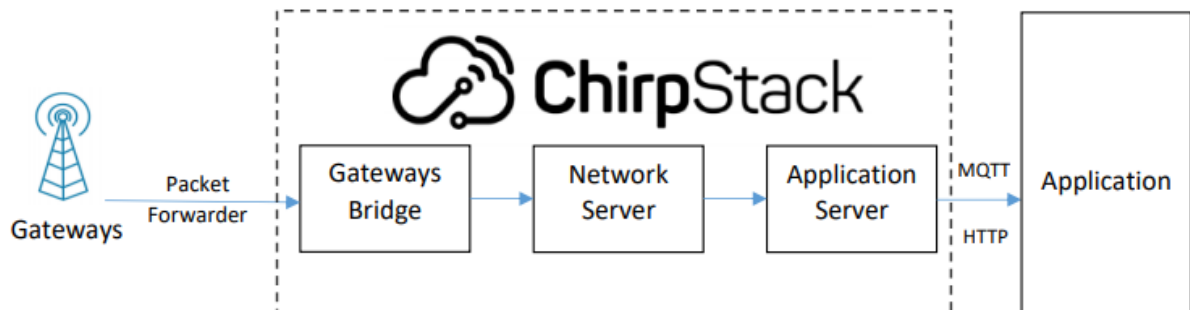 ChirpStack
Gateways
Packet
Forwarder
Gateways
Bridge
Network
Server
Application
Server
MQTT
HTTP
Application